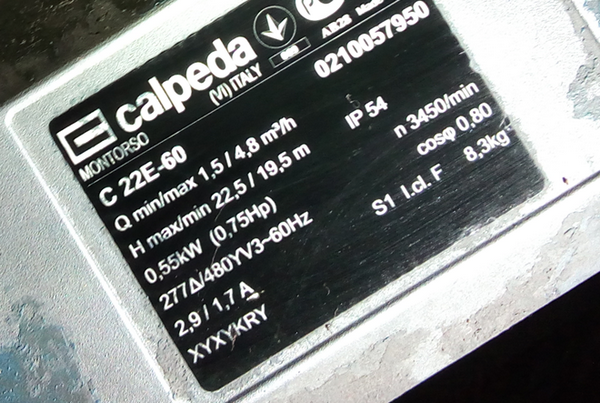 calpeda
MONTORSO (VI) ITALY
0210057950
C 22E-60
Q min/max 1,5 / 4,8 m³/h IP 54
H max/min 22,5 / 19,5 m n 3450/min
0,55kW (0,75Hp) cosφ 0,80
277Δ/480YV3~60Hz S1 I.cl. F 8,3kg
2,9 / 1,7 A
XYXYKRY